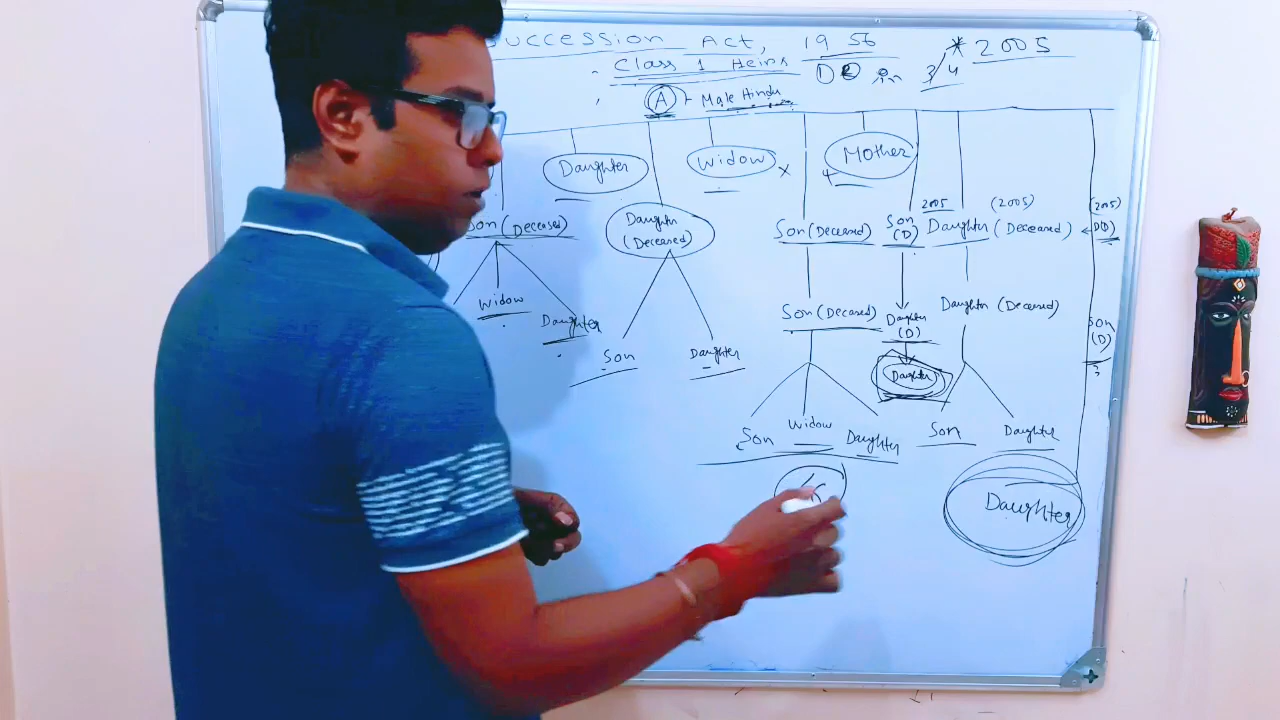 Succession Act, 1956 * 2005
Class 1 Heirs
in 3/4
A - Male Hindu
Daughter Widow x Mother
Son (Deceased) Daughter (Deceased) Son (Deceased) Son (D) 2005 Daughter (Deceased) (2005) (2005) D(D)
Widow Daughter Son (Deceased) Daughter (D) Daughter (Deceased) Son (D)
Son Daughter Daughter
Son Widow Daughter Son Daughter
Daughter